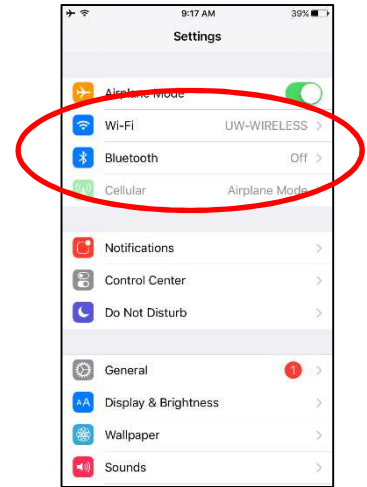 9:17 AM 39%
Settings
Airplane Mode
Wi-Fi UW-WIRELESS
Bluetooth Off
Cellular Airplane Mode
Notifications
Control Center
Do Not Disturb
General 1
AA Display & Brightness
Wallpaper
Sounds